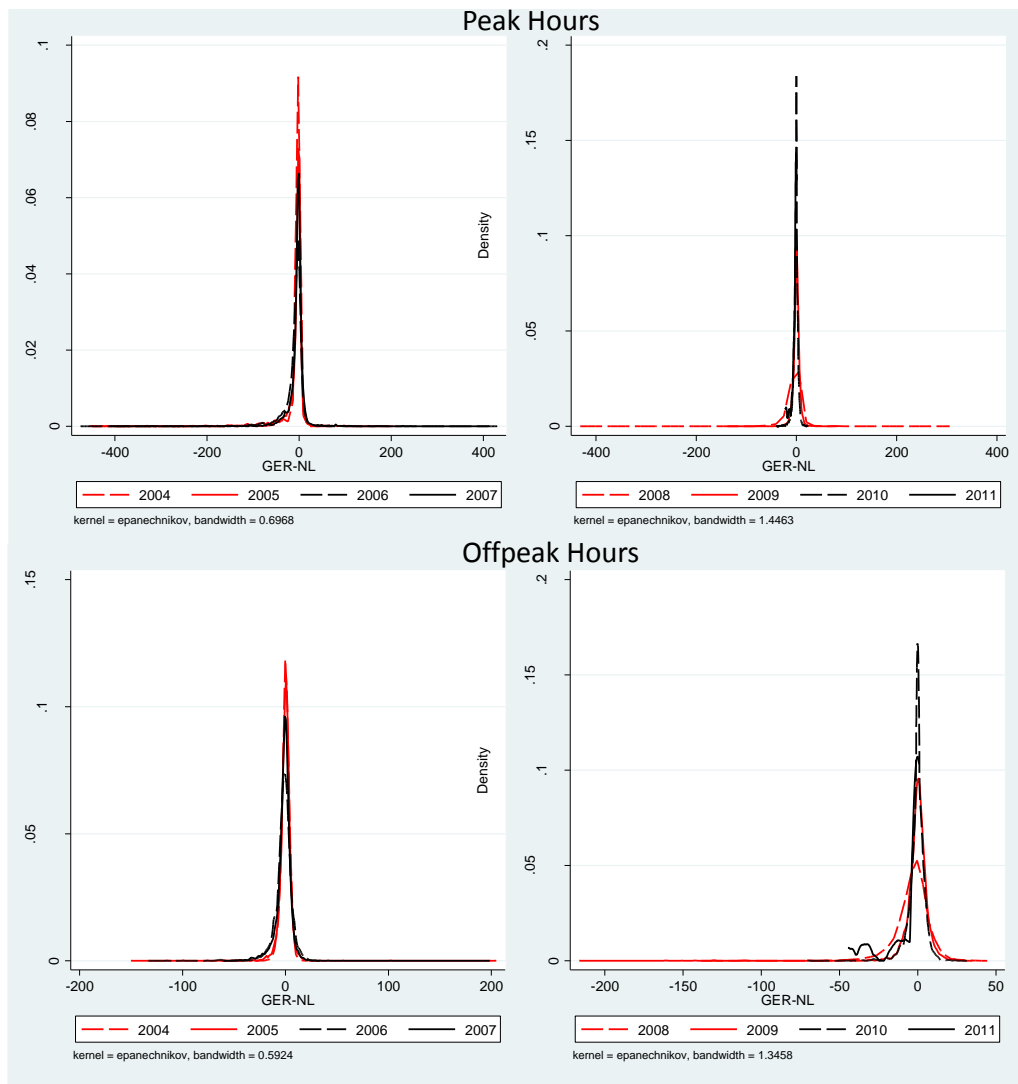 Peak Hours
.1
.08
.06
.04
.02
0
-400 -200 0 200 400
GER-NL
2004 2005 2006 2007
kernel = epanechnikov, bandwidth = 0.6968
Density
.2
.15
.1
.05
0
-400 -200 0 200 400
GER-NL
2008 2009 2010 2011
kernel = epanechnikov, bandwidth = 1.4463
Offpeak Hours
.15
.1
.05
0
-200 -100 0 100 200
GER-NL
2004 2005 2006 2007
kernel = epanechnikov, bandwidth = 0.5924
Density
.2
.15
.1
.05
0
-200 -150 -100 -50 0 50
GER-NL
2008 2009 2010 2011
kernel = epanechnikov, bandwidth = 1.3458